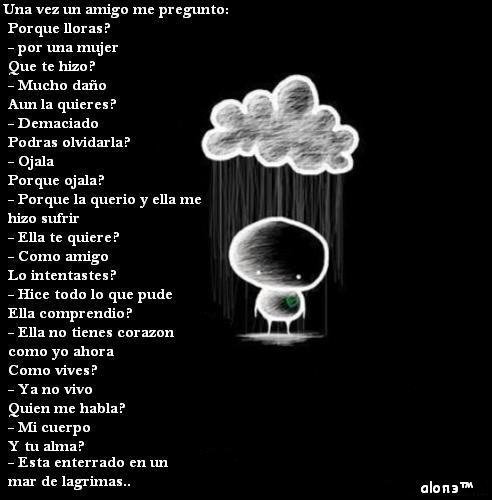 Una vez un amigo me pregunto:
Porque lloras?
- por una mujer
Que te hizo?
- Mucho daño
Aun la quieres?
- Demaciado
Podras olvidarla?
- Ojala
Porque ojala?
- Porque la querio y ella me
hizo sufrir
- Ella te quiere?
- Como amigo
Lo intentastes?
- Hice todo lo que pude
Ella comprendio?
- Ella no tienes corazon
como yo ahora
Como vives?
- Ya no vivo
Quien me habla?
- Mi cuerpo
Y tu alma?
- Esta enterrado en un
mar de lagrimas..
alon3™